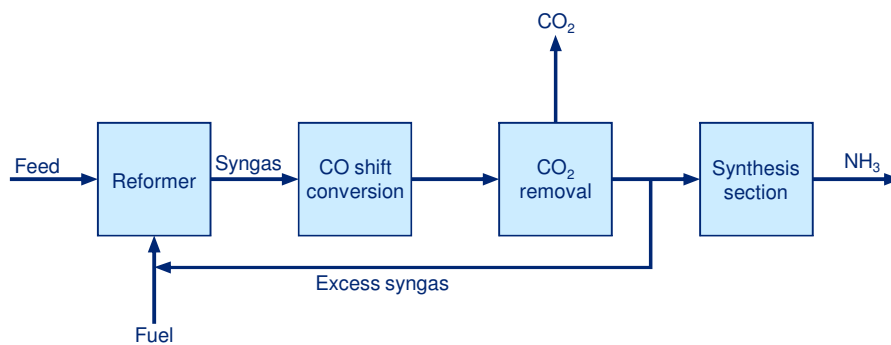 CO₂
Feed
Reformer
Syngas
CO shift
conversion
CO₂
removal
Synthesis
section
NH₃
Excess syngas
Fuel